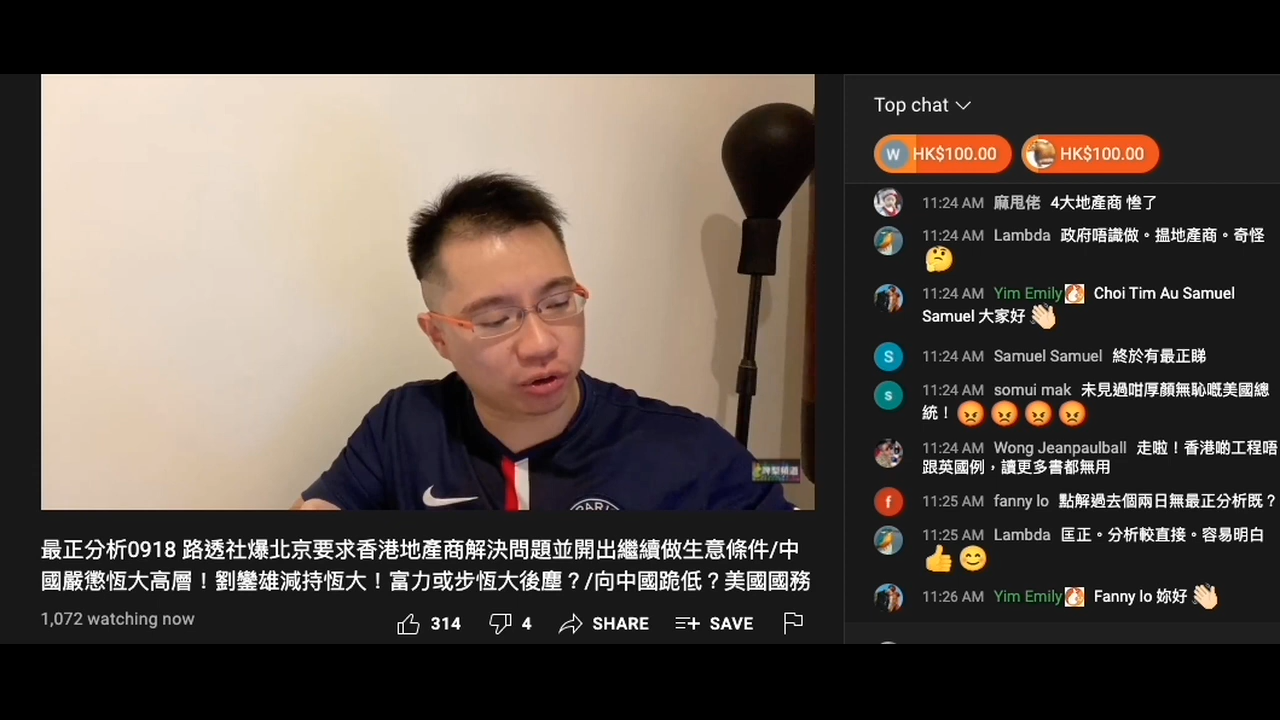 Top chat
W HK$100.00 HK$100.00
11:24 AM 麻甩佬 4大地產商 慘了
11:24 AM Lambda 政府唔識做。揾地產商。奇怪
11:24 AM Yim Emily Choi Tim Au Samuel
Samuel 大家好
S 11:24 AM Samuel Samuel 終於有最正睇
s 11:24 AM somui mak 未見過咁厚顏無恥嘅美國總
統！
11:24 AM Wong Jeanpaulball 走啦！香港啲工程唔
跟英國例，讀更多書都無用
f 11:25 AM fanny lo 點解過去個兩日無最正分析既？
11:25 AM Lambda 匡正。分析較直接。容易明白
11:26 AM Yim Emily Fanny lo 妳好
PARIS
最正分析0918 路透社爆北京要求香港地產商解決問題並開出繼續做生意條件/中
國嚴懲恆大高層！劉鑾雄減持恆大！富力或步恆大後塵？/向中國跪低？美國國務
1,072 watching now
314 4 SHARE SAVE